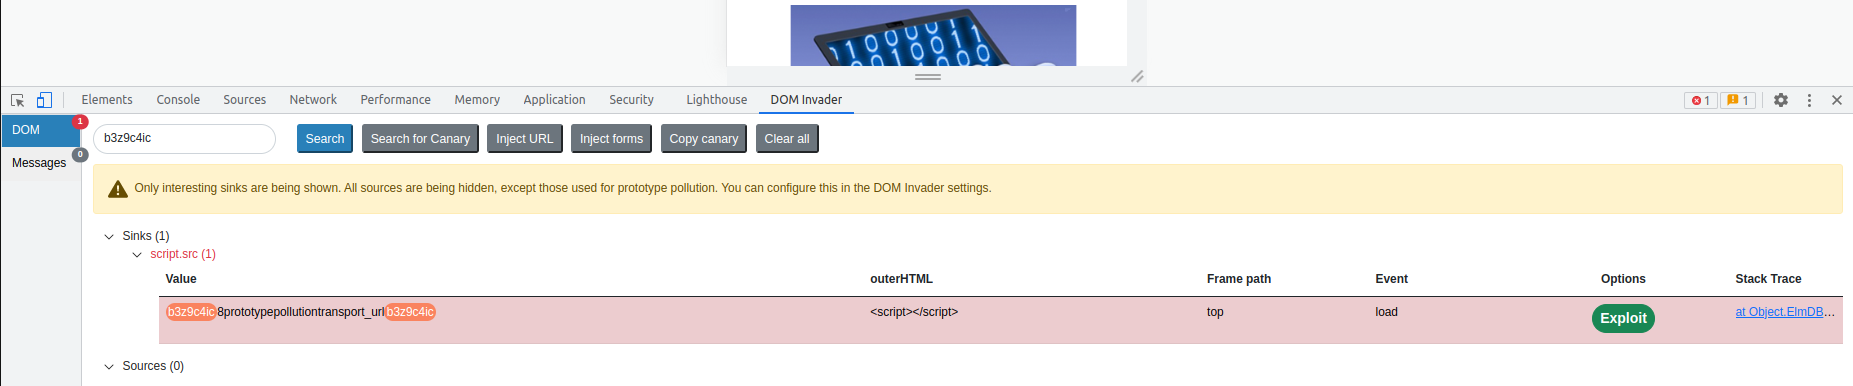 Elements Console Sources Network Performance Memory Application Security Lighthouse DOM Invader 1 1
DOM 1
b3z9c4ic Search Search for Canary Inject URL Inject forms Copy canary Clear all
Messages 0
Only interesting sinks are being shown. All sources are being hidden, except those used for prototype pollution. You can configure this in the DOM Invader settings.
Sinks (1)
script.src (1)
Value outerHTML Frame path Event Options Stack Trace
b3z9c4ic8prototypepollutiontransport_urlb3z9c4ic <script></script> top load Exploit at Object.ElmDB...
Sources (0)